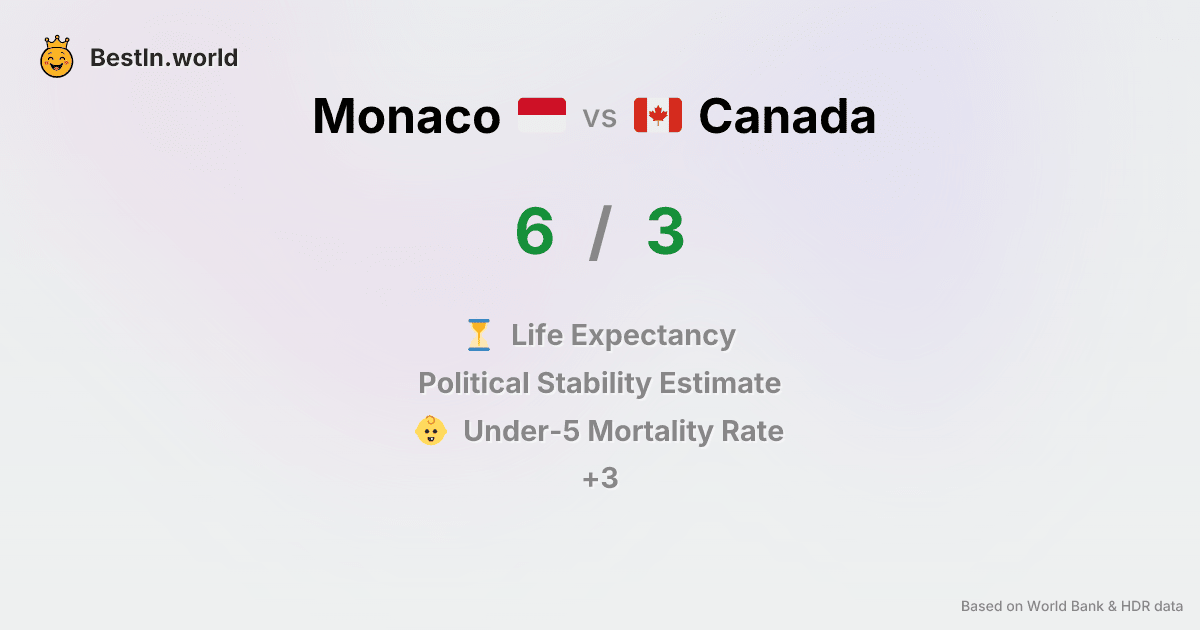 BestIn.world
Monaco vs Canada
6 / 3
Life Expectancy
Political Stability Estimate
Under-5 Mortality Rate
+3
Based on World Bank & HDR data